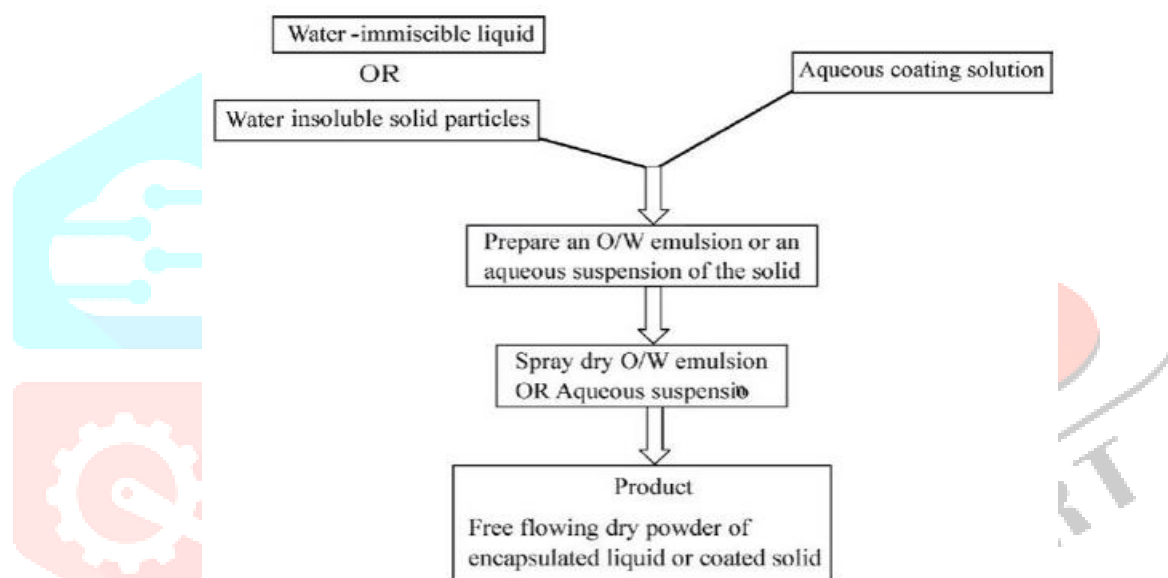 Water -immiscible liquid
OR
Water insoluble solid particles
Aqueous coating solution
Prepare an O/W emulsion or an
aqueous suspension of the solid
Spray dry O/W emulsion
OR Aqueous suspensio
Product
Free flowing dry powder of
encapsulated liquid or coated solid